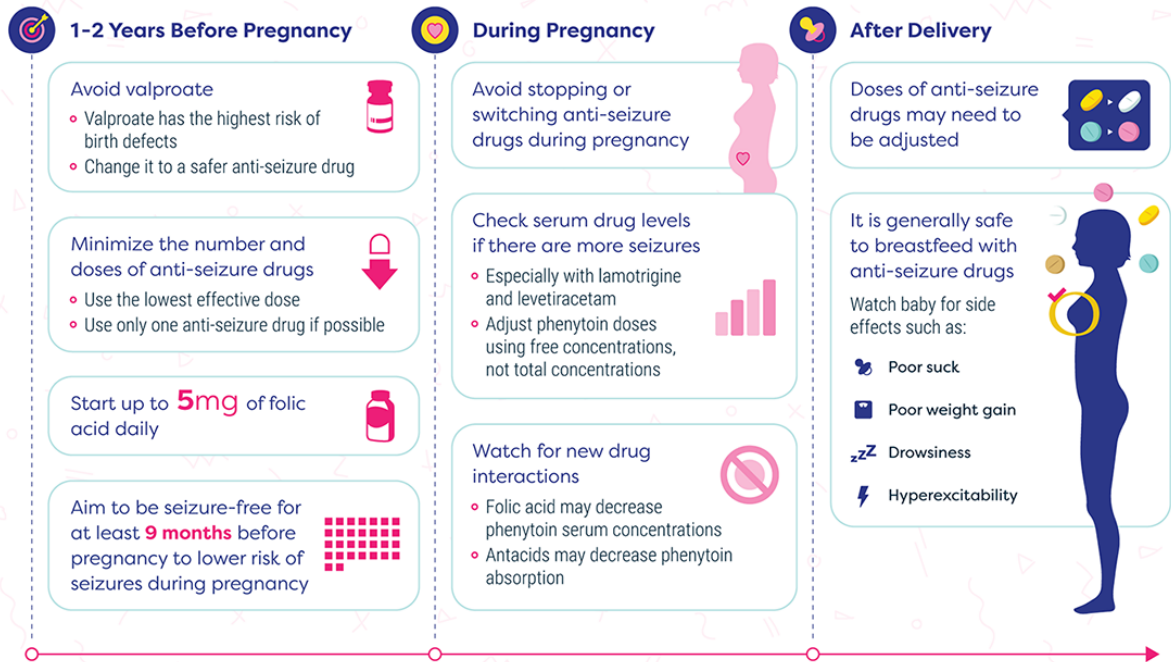 1-2 Years Before Pregnancy
Avoid valproate
Valproate has the highest risk of
birth defects
Change it to a safer anti-seizure drug
Minimize the number and
doses of anti-seizure drugs
Use the lowest effective dose
Use only one anti-seizure drug if possible
Start up to 5mg of folic
acid daily
Aim to be seizure-free for
at least 9 months before
pregnancy to lower risk of
seizures during pregnancy
During Pregnancy
Avoid stopping or
switching anti-seizure
drugs during pregnancy
Check serum drug levels
if there are more seizures
Especially with lamotrigine
and levetiracetam
Adjust phenytoin doses
using free concentrations,
not total concentrations
Watch for new drug
interactions
Folic acid may decrease
phenytoin serum concentrations
Antacids may decrease phenytoin
absorption
After Delivery
Doses of anti-seizure
drugs may need to
be adjusted
It is generally safe
to breastfeed with
anti-seizure drugs
Watch baby for side
effects such as:
Poor suck
Poor weight gain
zzZ Drowsiness
Hyperexcitability